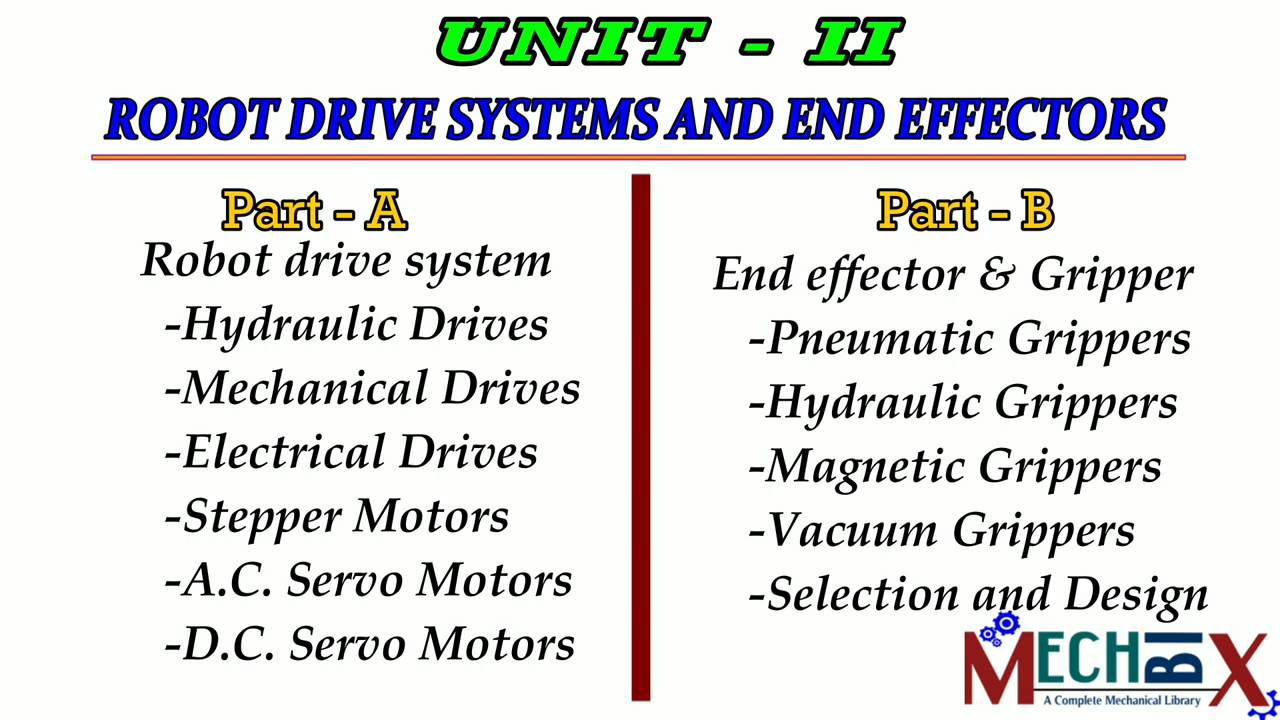 UNIT - II
ROBOT DRIVE SYSTEMS AND END EFFECTORS
Part - A
Robot drive system
-Hydraulic Drives
-Mechanical Drives
-Electrical Drives
-Stepper Motors
-A.C. Servo Motors
-D.C. Servo Motors
Part - B
End effector & Gripper
-Pneumatic Grippers
-Hydraulic Grippers
-Magnetic Grippers
-Vacuum Grippers
-Selection and Design
MECHBIX
A Complete Mechanical Library